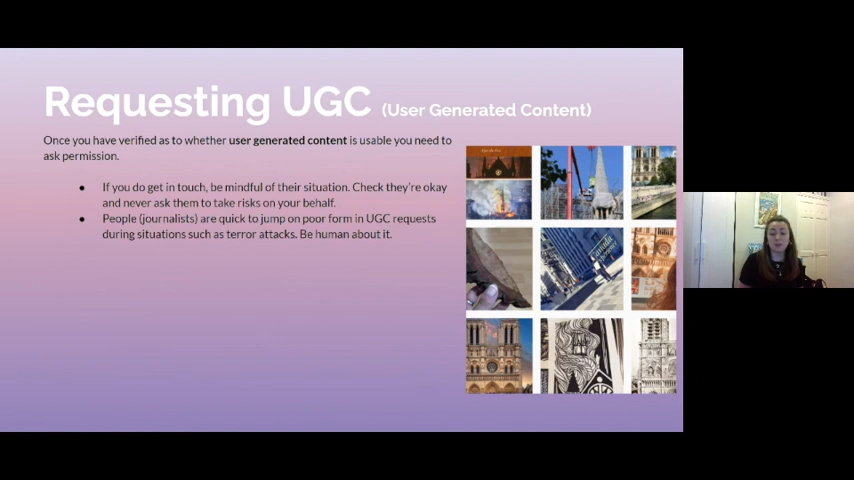 Requesting UGC (User Generated Content)
Once you have verified as to whether user generated content is usable you need to
ask permission.
● If you do get in touch, be mindful of their situation. Check they're okay
and never ask them to take risks on your behalf.
● People (journalists) are quick to jump on poor form in UGC requests
during situations such as terror attacks. Be human about it.